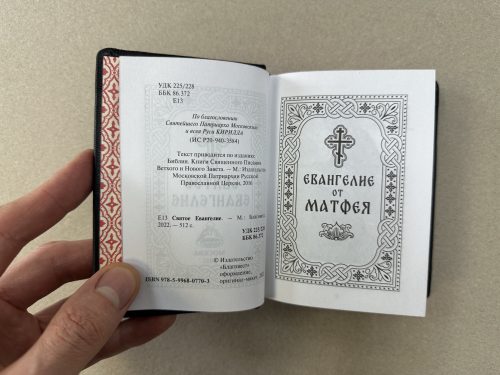 УДК 225/228
ББК 86.372
Е13
По благословению
Святейшего Патриарха Московского
и всея Руси КИРИЛЛА
(ИС Р20-940-3584)
Текст приводится по изданию:
Библия. Книги Священного Писания
Ветхого и Нового Завета. — М.: Издательство
Московской Патриархии Русской
Православной Церкви, 2016
Е13 Святое Евангелие. — М.: Благовест,
2022. — 512 с.
УДК 225/228
ББК 86.372
© Издательство
«Благовест»
оформление,
оригинал-макет,
ISBN 978-5-9968-0770-3
ЕВАНГЕЛИЕ
ОТ
МАТФЕЯ